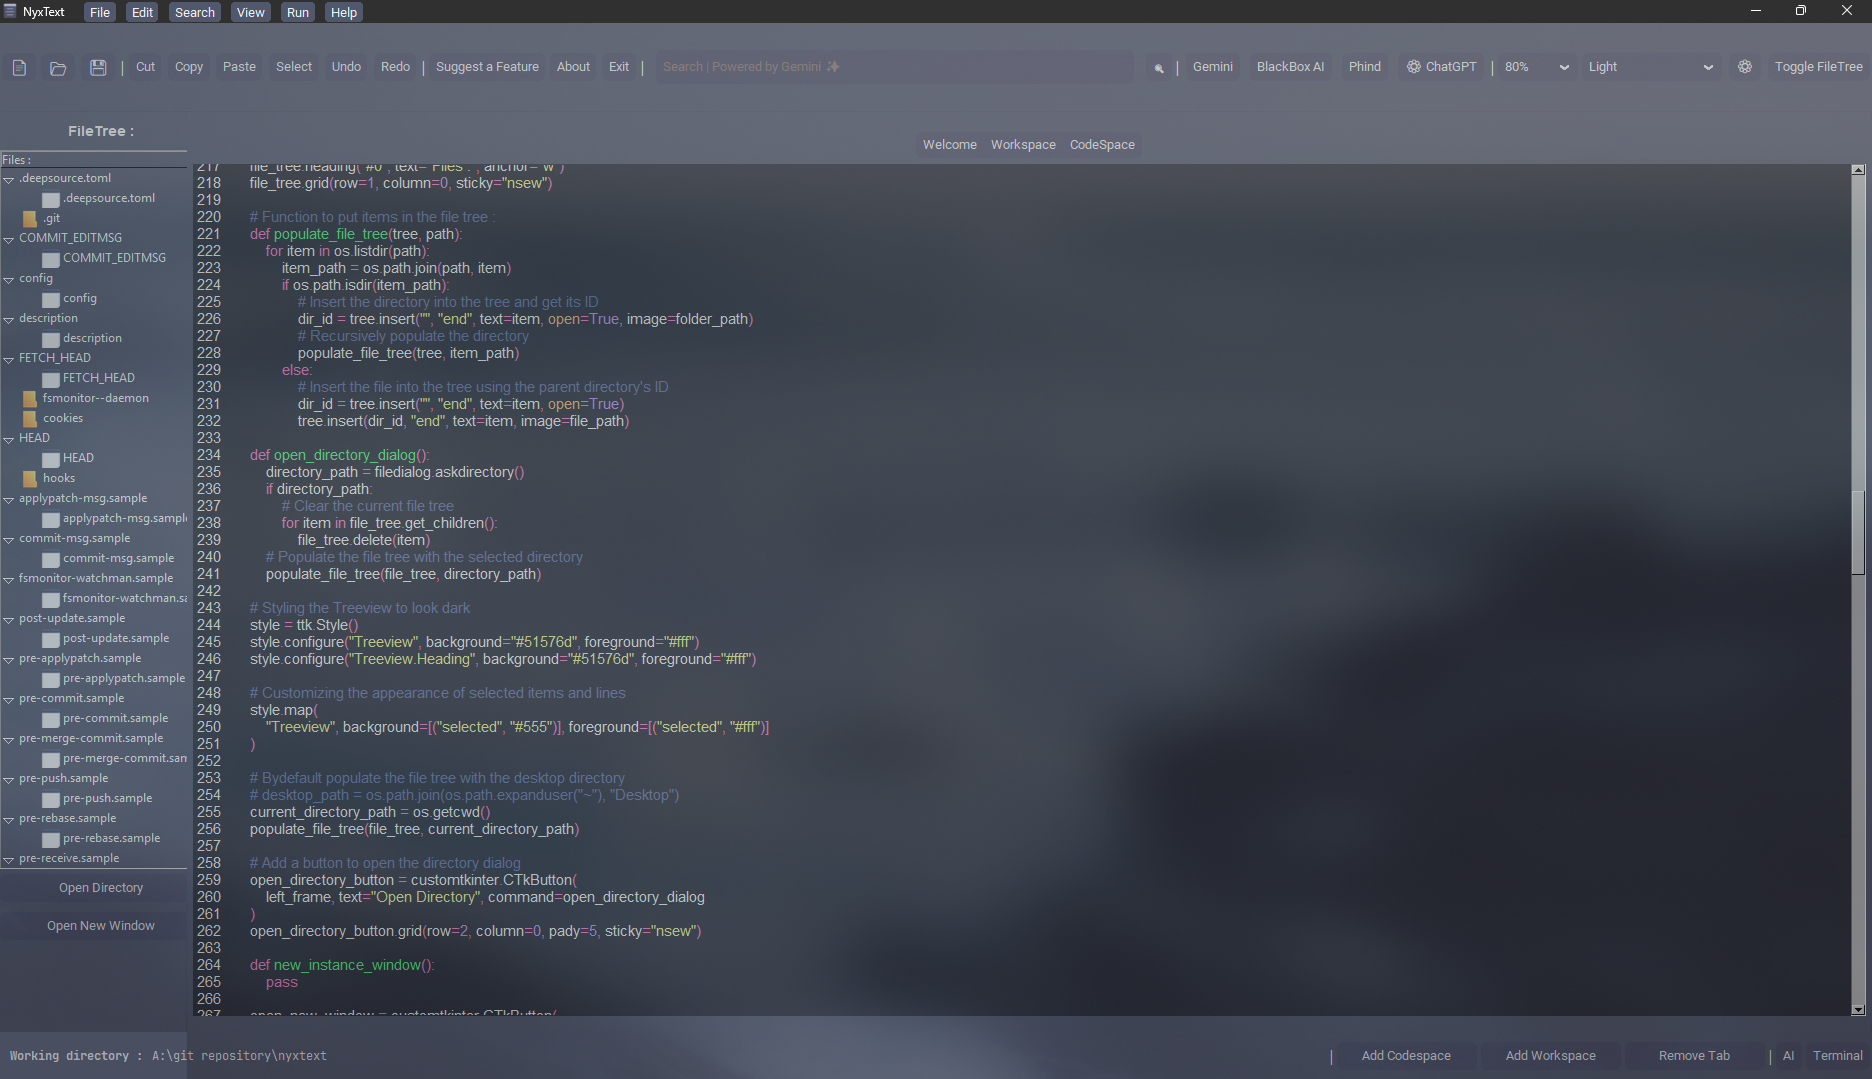 NyxText File Edit Search View Run Help
| Cut Copy Paste Select Undo Redo | Suggest a Feature About Exit | Search | Powered by Gemini | Gemini BlackBox AI Phind ChatGPT | 80% Light Toggle FileTree
FileTree :
Welcome Workspace CodeSpace
Files :
.deepsource.toml
.deepsource.toml
.git
COMMIT_EDITMSG
COMMIT_EDITMSG
config
config
description
description
FETCH_HEAD
FETCH_HEAD
fsmonitor--daemon
cookies
HEAD
HEAD
hooks
applypatch-msg.sample
applypatch-msg.sampl
commit-msg.sample
commit-msg.sample
fsmonitor-watchman.sample
fsmonitor-watchman.sa
post-update.sample
post-update.sample
pre-applypatch.sample
pre-applypatch.sample
pre-commit.sample
pre-commit.sample
pre-merge-commit.sample
pre-merge-commit.san
pre-push.sample
pre-push.sample
pre-rebase.sample
pre-rebase.sample
pre-receive.sample
Open Directory
Open New Window
217 file_tree.heading("#0", text="Files :", anchor="w")
218 file_tree.grid(row=1, column=0, sticky="nsew")
219
220 # Function to put items in the file tree :
221 def populate_file_tree(tree, path):
222 for item in os.listdir(path):
223 item_path = os.path.join(path, item)
224 if os.path.isdir(item_path):
225 # Insert the directory into the tree and get its ID
226 dir_id = tree.insert("", "end", text=item, open=True, image=folder_path)
227 # Recursively populate the directory
228 populate_file_tree(tree, item_path)
229 else:
230 # Insert the file into the tree using the parent directory's ID
231 dir_id = tree.insert("", "end", text=item, open=True)
232 tree.insert(dir_id, "end", text=item, image=file_path)
233
234 def open_directory_dialog():
235 directory_path = filedialog.askdirectory()
236 if directory_path:
237 # Clear the current file tree
238 for item in file_tree.get_children():
239 file_tree.delete(item)
240 # Populate the file tree with the selected directory
241 populate_file_tree(file_tree, directory_path)
242
243 # Styling the Treeview to look dark
244 style = ttk.Style()
245 style.configure("Treeview", background="#51576d", foreground="#fff")
246 style.configure("Treeview.Heading", background="#51576d", foreground="#fff")
247
248 # Customizing the appearance of selected items and lines
249 style.map(
250 "Treeview", background=[("selected", "#555")], foreground=[("selected", "#fff")]
251 )
252
253 # Bydefault populate the file tree with the desktop directory
254 # desktop_path = os.path.join(os.path.expanduser("~"), "Desktop")
255 current_directory_path = os.getcwd()
256 populate_file_tree(file_tree, current_directory_path)
257
258 # Add a button to open the directory dialog
259 open_directory_button = customtkinter.CTkButton(
260 left_frame, text="Open Directory", command=open_directory_dialog
261 )
262 open_directory_button.grid(row=2, column=0, pady=5, sticky="nsew")
263
264 def new_instance_window():
265 pass
266
267 open_new_window = customtkinter.CTkButton(
Working directory : A:\git repository\nyxtext
| Add Codespace Add Workspace Remove Tab | AI Terminal